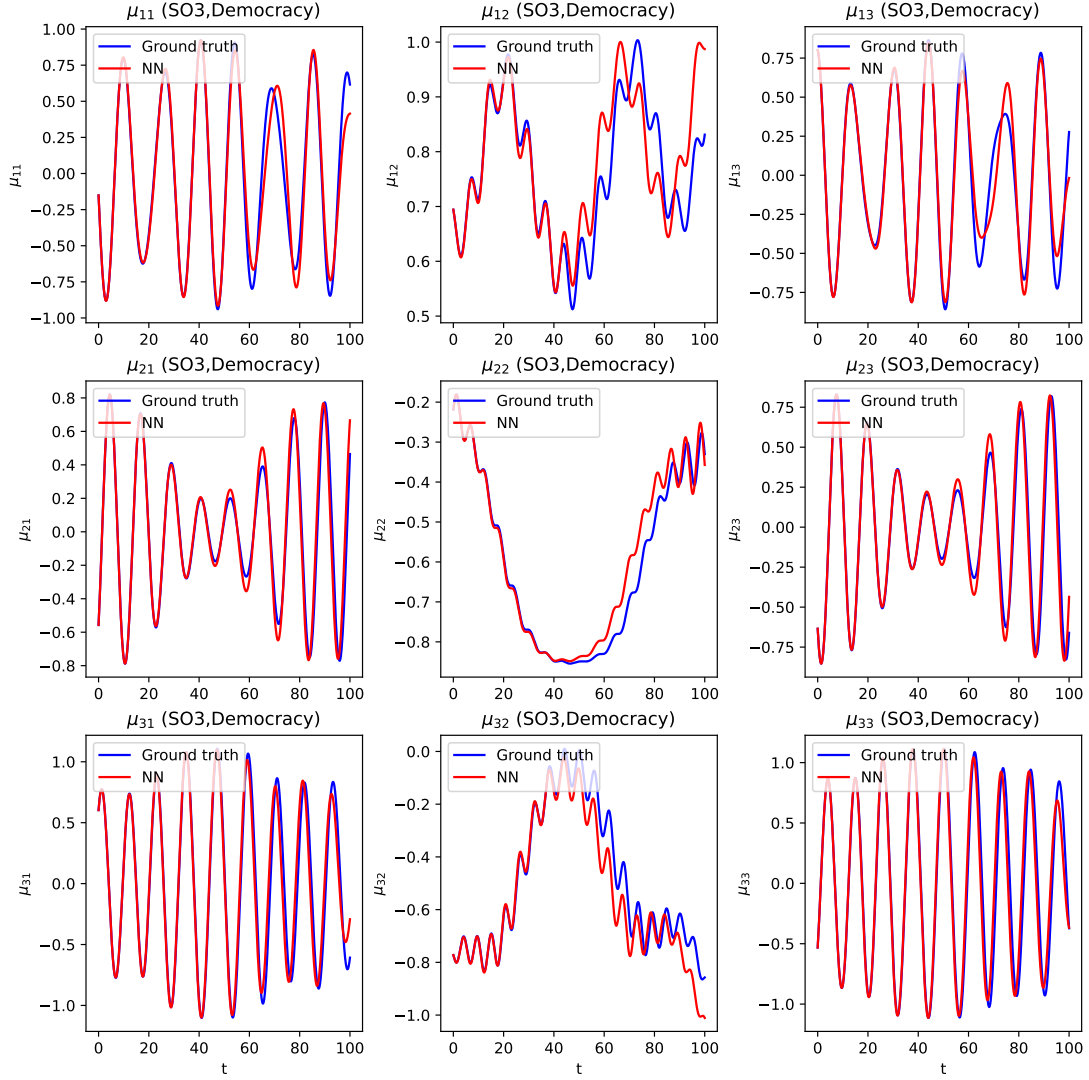 μ11 (SO3,Democracy)
μ12 (SO3,Democracy)
μ13 (SO3,Democracy)
1.00
0.75
0.50
0.25
0.00
−0.25
−0.50
−0.75
−1.00
μ11
Ground truth
NN
0 20 40 60 80 100
1.0
0.9
0.8
0.7
0.6
0.5
μ12
Ground truth
NN
0 20 40 60 80 100
0.75
0.50
0.25
0.00
−0.25
−0.50
−0.75
μ13
Ground truth
NN
0 20 40 60 80 100
μ21 (SO3,Democracy)
μ22 (SO3,Democracy)
μ23 (SO3,Democracy)
0.8
0.6
0.4
0.2
0.0
−0.2
−0.4
−0.6
−0.8
μ21
Ground truth
NN
0 20 40 60 80 100
−0.2
−0.3
−0.4
−0.5
−0.6
−0.7
−0.8
μ22
Ground truth
NN
0 20 40 60 80 100
0.75
0.50
0.25
0.00
−0.25
−0.50
−0.75
μ23
Ground truth
NN
0 20 40 60 80 100
μ31 (SO3,Democracy)
μ32 (SO3,Democracy)
μ33 (SO3,Democracy)
1.0
0.5
0.0
−0.5
−1.0
μ31
Ground truth
NN
0 20 40 60 80 100
t
0.0
−0.2
−0.4
−0.6
−0.8
−1.0
μ32
Ground truth
NN
0 20 40 60 80 100
t
1.0
0.5
0.0
−0.5
−1.0
μ33
Ground truth
NN
0 20 40 60 80 100
t